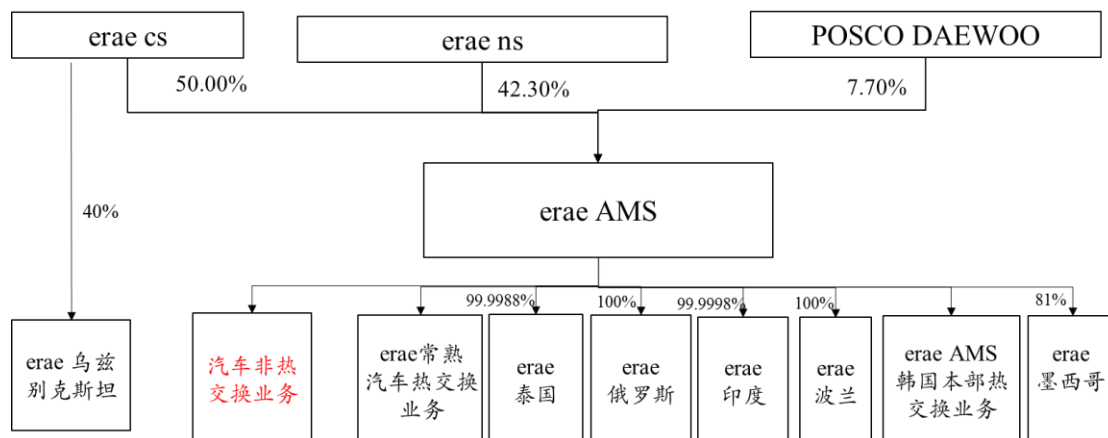 erae cs
erae ns
POSCO DAEWOO
50.00%
42.30%
7.70%
erae AMS
40%
99.9988%
100%
99.9998%
100%
81%
erae 乌兹
别克斯坦
汽车非热
交换业务
erae常熟
汽车热交换
业务
erae
泰国
erae
俄罗斯
erae
印度
erae
波兰
erae AMS
韩国本部热
交换业务
erae
墨西哥